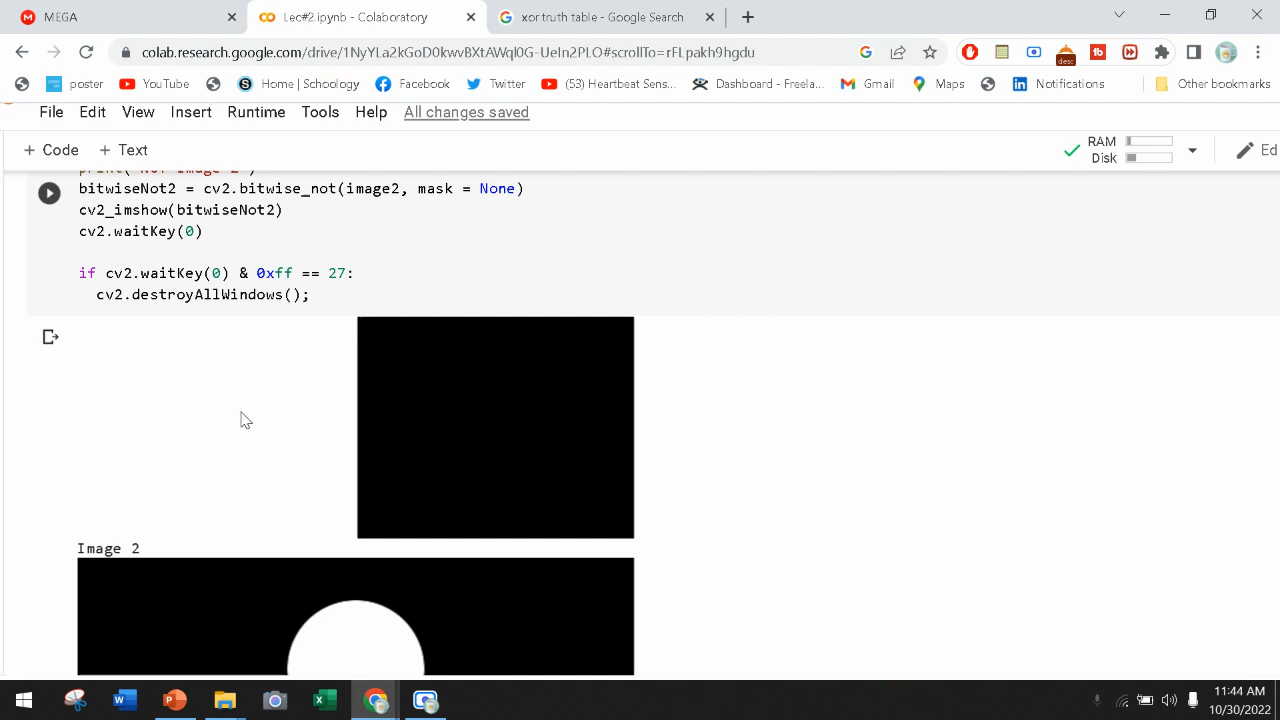 MEGA
Lec#2.ipynb - Colaboratory
xor truth table - Google Search
colab.research.google.com/drive/1NvYLa2kGoD0kwvBXtAWql0G-UeIn2PLO#scrollTo=rFLpakh9hgdu
desc
poster
YouTube
Home | Schoology
Facebook
Twitter
(53) Heartbeat Sens...
Dashboard - Freela...
Gmail
Maps
Notifications
Other bookmarks
File Edit View Insert Runtime Tools Help All changes saved
+ Code + Text
RAM
Disk
Ed
bitwiseNot2 = cv2.bitwise_not(image2, mask = None)
cv2_imshow(bitwiseNot2)
cv2.waitKey(0)
if cv2.waitKey(0) & 0xff == 27:
cv2.destroyAllWindows();
Image 2
11:44 AM
10/30/2022